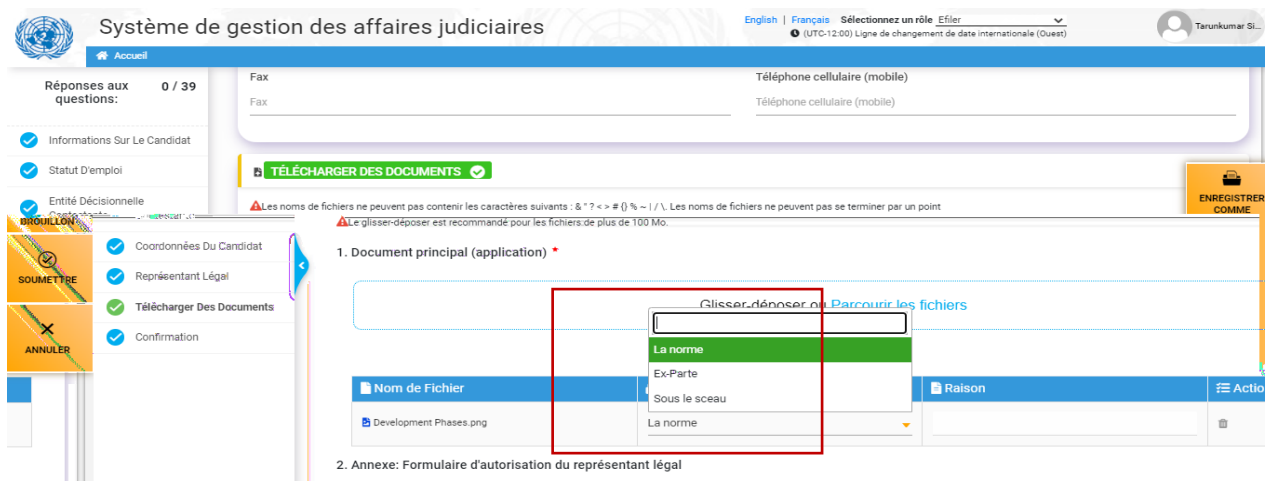 Système de gestion des affaires judiciaires
English | Français Sélectionnez un rôle Efiler
(UTC-12:00) Ligne de changement de date internationale (Ouest)
Tarunkumar Si...
Accueil
Réponses aux questions: 0 / 39
Informations Sur Le Candidat
Statut D'emploi
Entité Décisionnelle
Fax
Téléphone cellulaire (mobile)
Fax
Téléphone cellulaire (mobile)
TÉLÉCHARGER DES DOCUMENTS
Les noms de fichiers ne peuvent pas contenir les caractères suivants : & " ? < > # {} % ~ | / \. Les noms de fichiers ne peuvent pas se terminer par un point
ENREGISTRER
COMME
BROUILLON
SOUMETTRE
ANNULER
Coordonnées Du Candidat
Représentant Légal
Télécharger Des Documents
Confirmation
Le glisser-déposer est recommandé pour les fichiers de plus de 100 Mo.
1. Document principal (application) *
Glisser-déposer ou Parcourir les fichiers
La norme
Ex-Parte
Sous le sceau
Nom de Fichier
Raison
Actio
Development Phases.png
La norme
2. Annexe: Formulaire d'autorisation du représentant légal